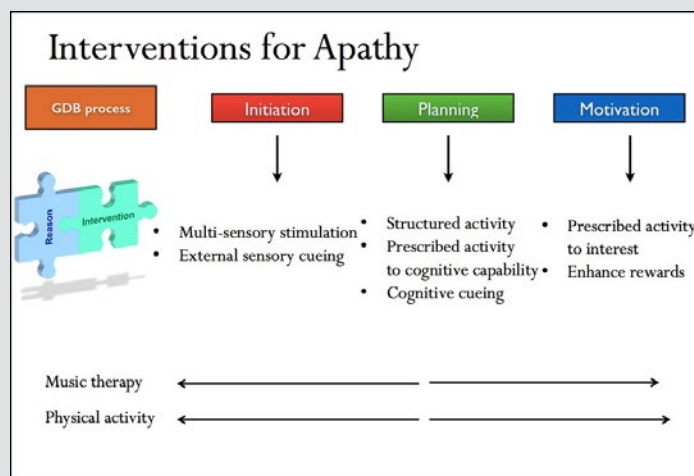 Interventions for Apathy
GDB process
Initiation
Planning
Motivation
Reason
Intervention
• Multi-sensory stimulation
• External sensory cueing
• Structured activity
• Prescribed activity
to cognitive capability
• Cognitive cueing
• Prescribed activity
to interest
• Enhance rewards
Music therapy
Physical activity